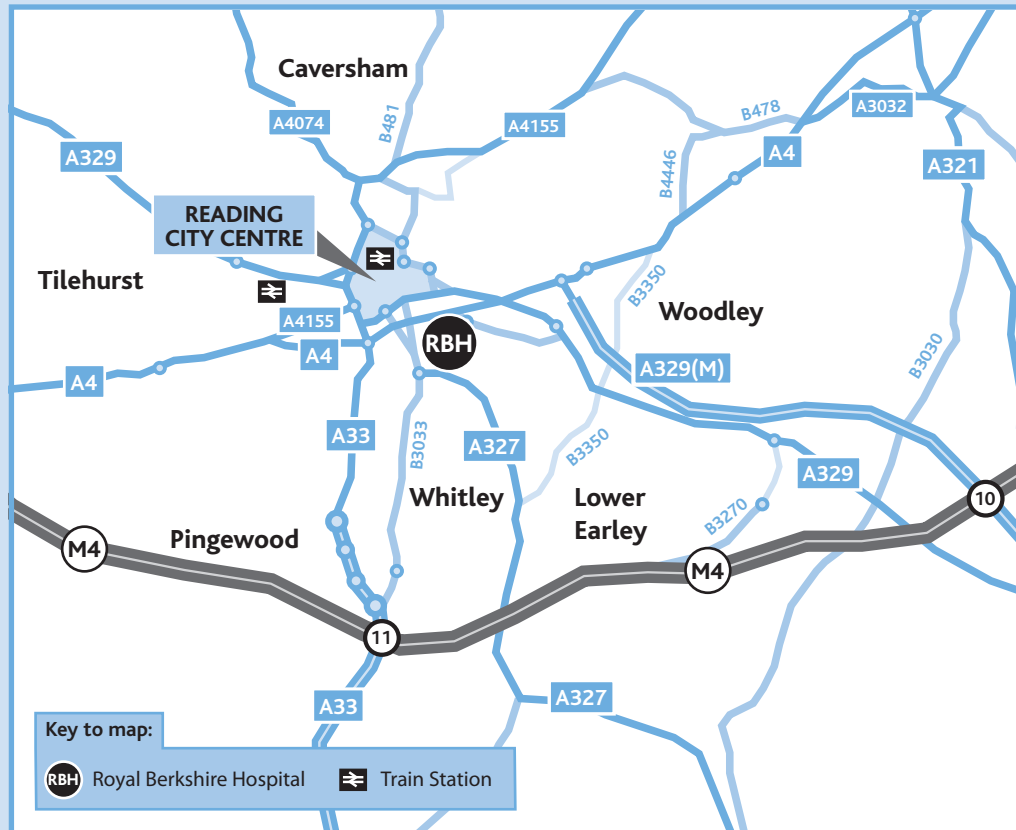 Caversham
A4074
B481
A4155
B478
A3032
A329
A4
B4446
A321
READING
CITY CENTRE
Tilehurst
A4155
B3350
Woodley
RBH
A4
A4
A329(M)
B3030
A33
B3033
A327
B3350
A329
Whitley
Lower
Earley
10
B3270
M4
Pingewood
M4
11
A33
A327
Key to map:
RBH Royal Berkshire Hospital
Train Station